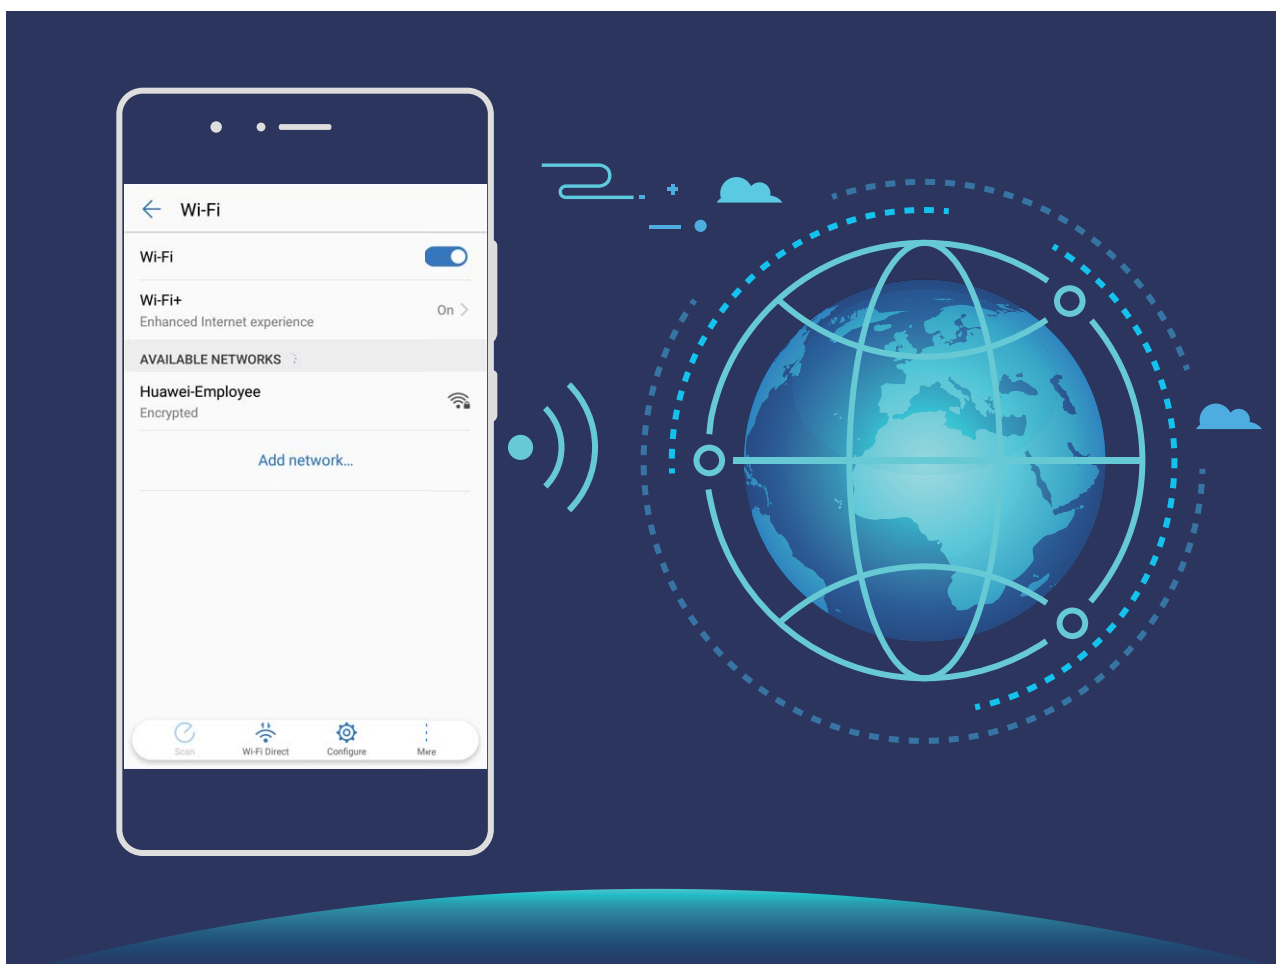 Wi-Fi
Wi-Fi
Wi-Fi+
On
Enhanced Internet experience
AVAILABLE NETWORKS
Huawei-Employee
Encrypted
Add network...
Scan Wi-Fi Direct Configure More